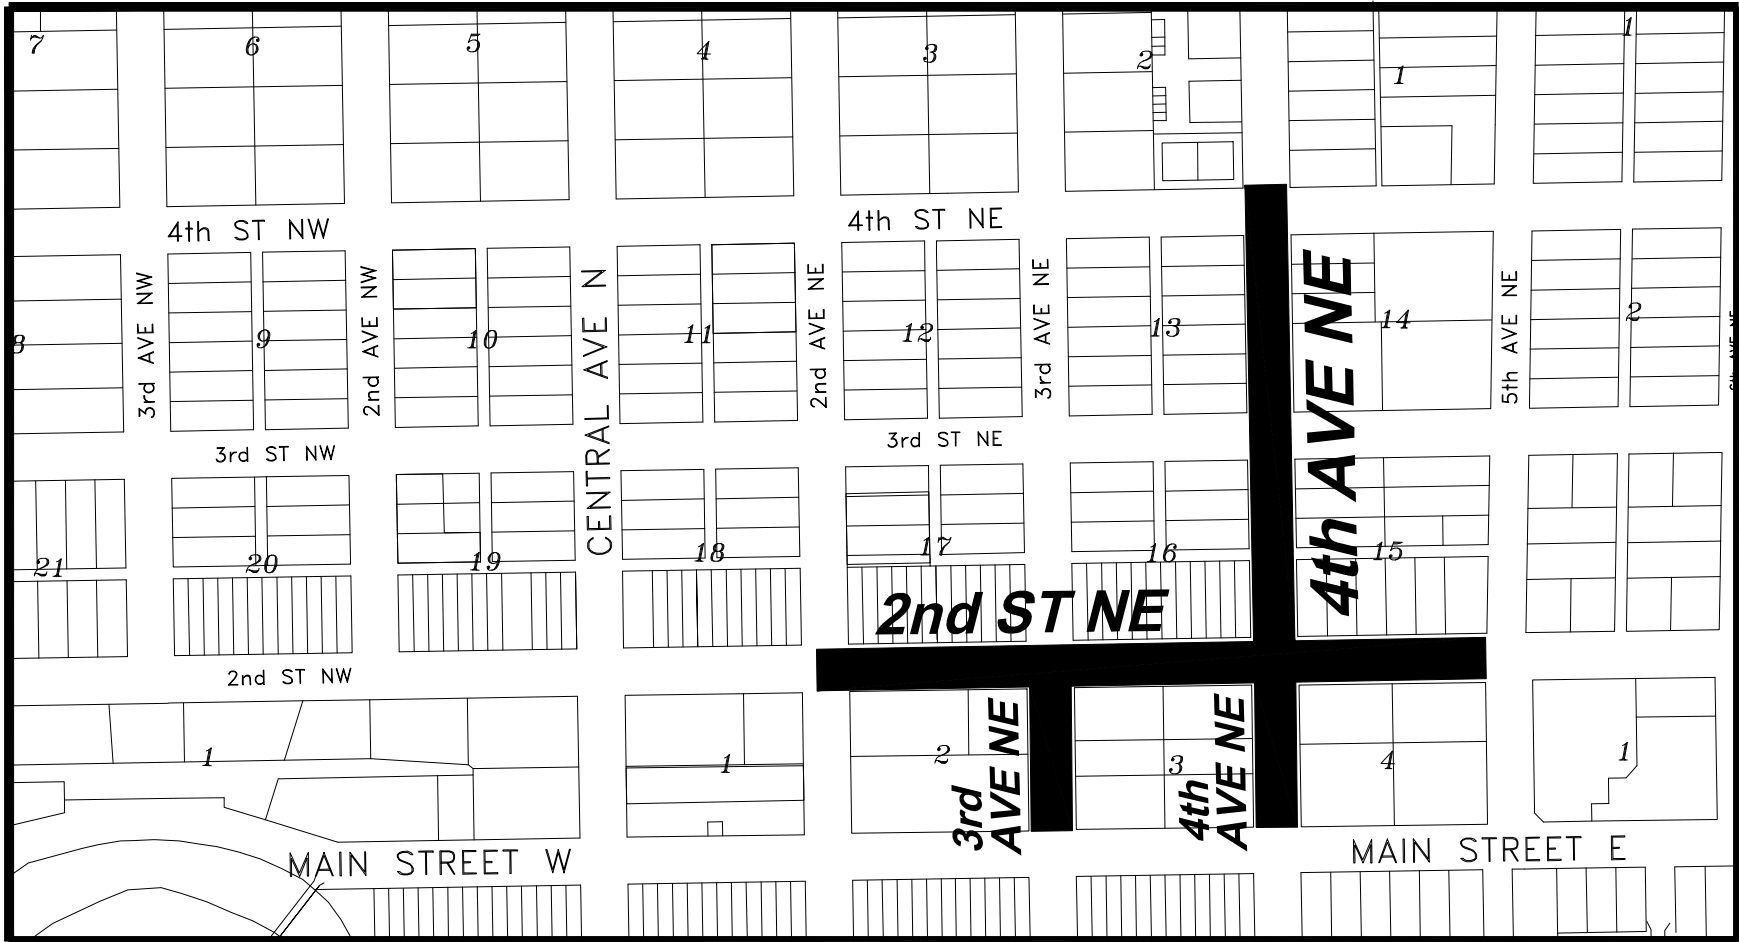 7
6
5
4
3
2
1
1
4th ST NW
4th ST NE
8
3rd AVE NW
9
2nd AVE NW
10
CENTRAL AVE N
11
2nd AVE NE
12
3rd AVE NE
13
4th AVE NE
14
5th AVE NE
2
3rd ST NW
3rd ST NE
21
20
19
18
17
16
15
2nd ST NE
2nd ST NW
1
1
2
3rd
AVE NE
3
4th
AVE NE
4
1
MAIN STREET W
MAIN STREET E